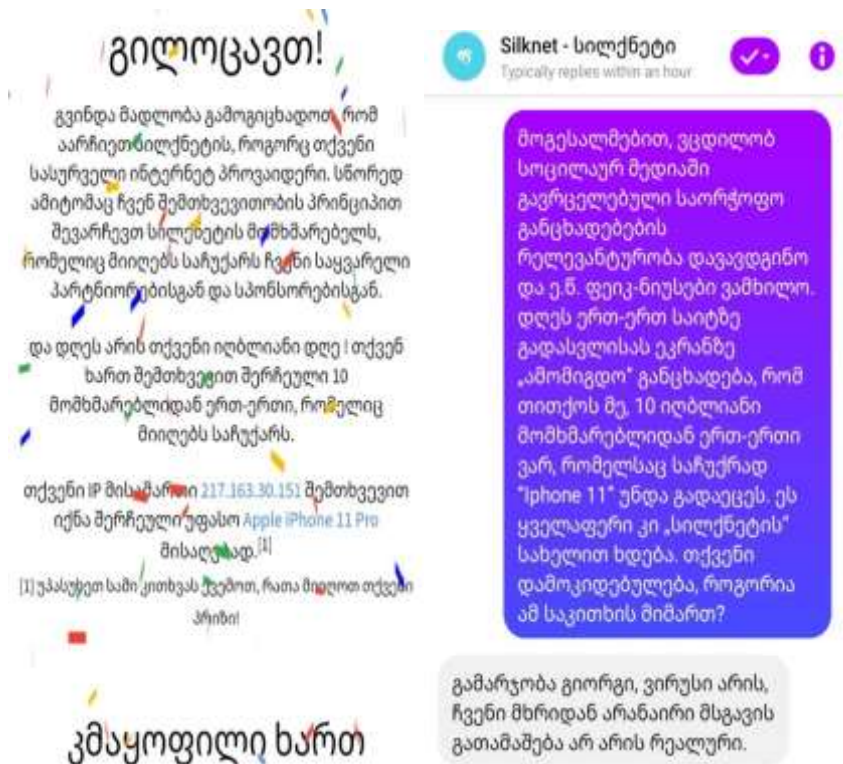 გილოცავთ!
გვინდა მადლობა გამოგიცხადოთ, რომ
აარჩიეთ სილქნეტის, როგორც თქვენი
სასურველი ინტერნეტ პროვაიდერი. სწორედ
ამიტომაც ჩვენ შემთხვევითობის პრინციპით
შევარჩევთ სილქნეტის მომხმარებელს,
რომელიც მიიღებს საჩუქარს ჩვენი საყვარელი
პარტნიორებისგან და სპონსორებისგან.
და დღეს არის თქვენი იღბლიანი დღე ! თქვენ
ხართ შემთხვევით შერჩეული 10
მომხმარებლიდან ერთ-ერთი, რომელიც
მიიღებს საჩუქარს.
თქვენი IP მისამართი 217.163.30.151 შემთხვევით
იქნა შერჩეული უფასო Apple iPhone 11 Pro
მისაღებად.[1]
[1] უპასუხეთ სამი კითხვას ქვემოთ, რათა მიიღოთ თქვენი
პრიზი!
კმაყოფილი ხართ
Silknet - სილქნეტი
Typically replies within an hour
მოგესალმებით, ვცდილობ
სოცილაურ მედიაში
გავრცელებული საორჭოფო
განცხადებების
რელევანტურობა დავავდგინო
და ე.წ. ფეიკ-ნიუსები ვამხილო.
დღეს ერთ-ერთ საიტზე
გადასვლისას ეკრანზე
„ამომიგდო“ განცხადება, რომ
თითქოს მე, 10 იღბლიანი
მომხმარებლიდან ერთ-ერთი
ვარ, რომელსაც საჩუქრად
"Iphone 11" უნდა გადაეცეს. ეს
ყველაფერი კი „სილქნეტის“
სახელით ხდება. თქვენი
დამოკიდებულება, როგორია
ამ საკითხის მიმართ?
გამარჯობა გიორგი, ვირუსი არის,
ჩვენი მხრიდან არანაირი მსგავის
გათამაშება არ არის რეალური.